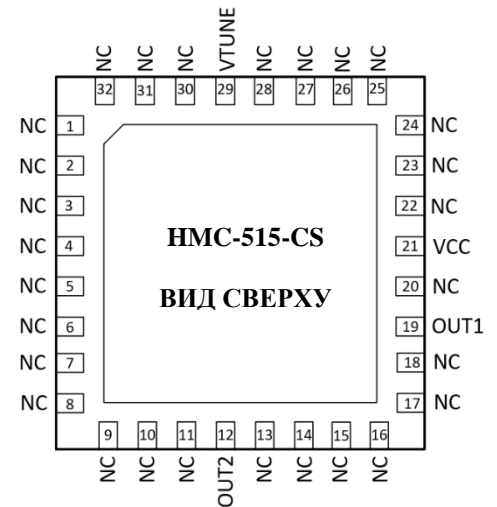 NC NC NC VTUNE NC NC NC NC
32 31 30 29 28 27 26 25
NC 1 24 NC
NC 2 23 NC
NC 3 22 NC
NC 4 21 VCC
NC 5 20 NC
NC 6 19 OUT1
NC 7 18 NC
NC 8 17 NC
HMC-515-CS
ВИД СВЕРХУ
9 10 11 12 13 14 15 16
NC NC NC OUT2 NC NC NC NC